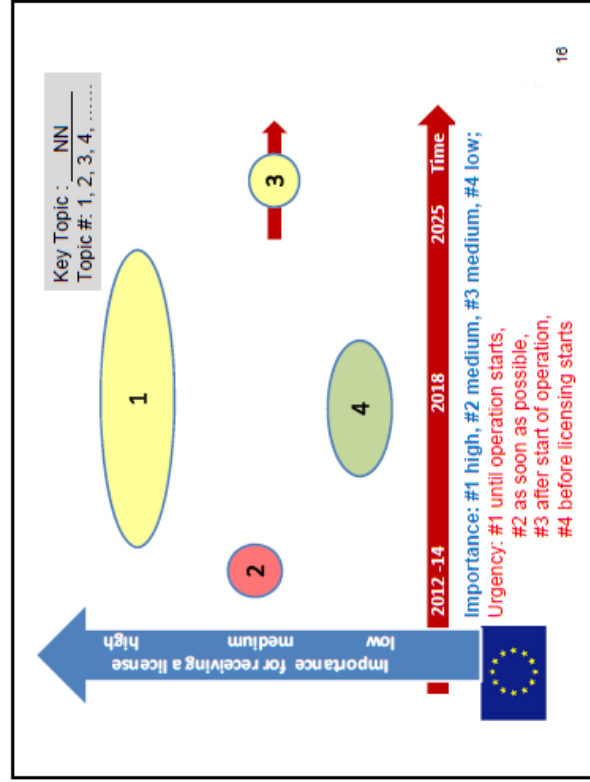 Key Topic : __NN____
Topic #: 1, 2, 3, 4, ......
1
2
3
4
Importance for receiving a license
high
medium
low
2012 -14
2018
2025
Time
Importance: #1 high, #2 medium, #3 medium, #4 low;
Urgency: #1 until operation starts,
#2 as soon as possible,
#3 after start of operation,
#4 before licensing starts
16